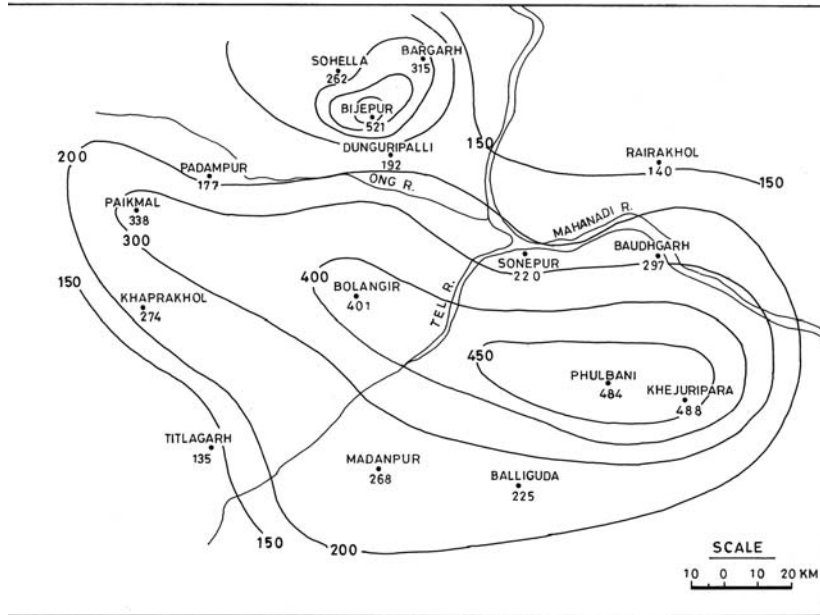 SOHELLA
262
BARGARH
315
BIJEPUR
521
DUNGURIPALLI
192
150
RAIRAKHOL
140
150
200
PADAMPUR
177
ONG R.
PAIKMAL
338
300
MAHANADI R.
BAUDHGARH
297
SONEPUR
220
150
KHAPRAKHOL
274
400
BOLANGIR
401
TEL R.
450
PHULBANI
484
KHEJURIPARA
488
TITLAGARH
135
MADANPUR
268
BALLIGUDA
225
150
200
SCALE
10 0 10 20 KM